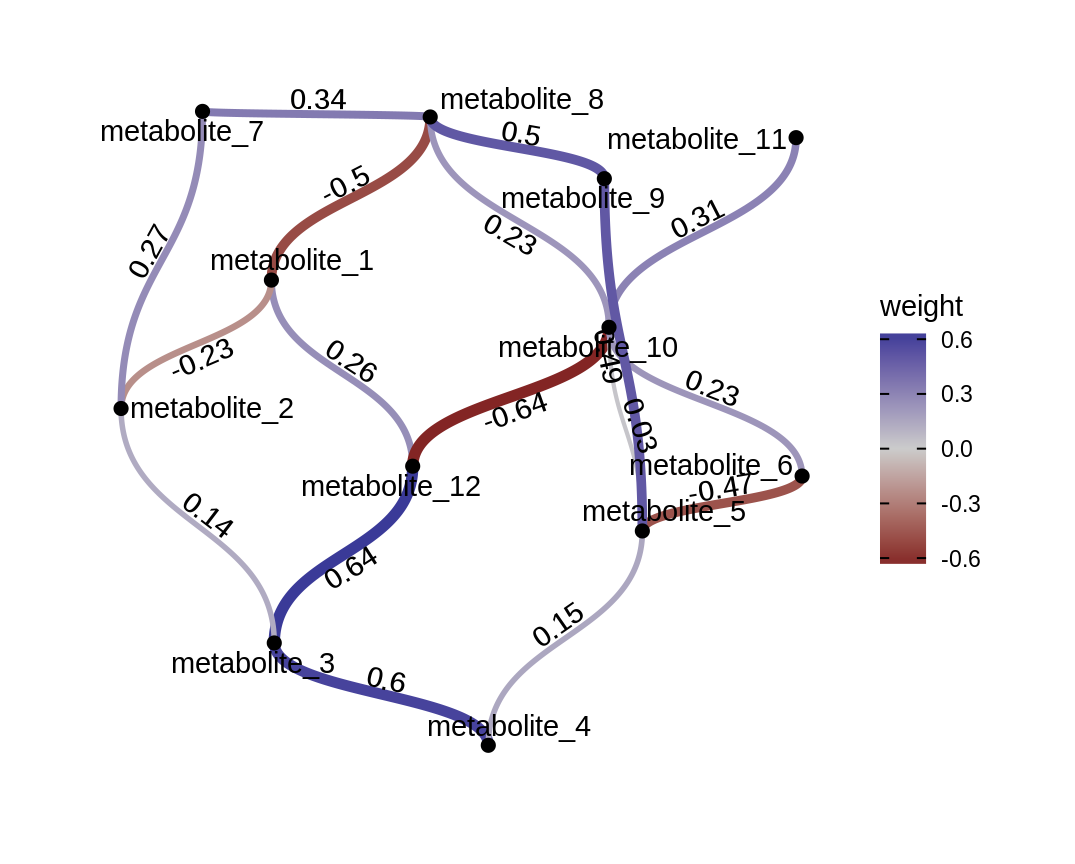 0.34
metabolite_8
metabolite_7
0.5
metabolite_11
-0.5
metabolite_9
0.31
0.23
0.27
metabolite_1
weight
0.6
0.3
0.0
-0.3
-0.6
metabolite_10
0.49
-0.23
0.26
0.23
metabolite_2
-0.64
0.03
metabolite_6
metabolite_12
-0.47
metabolite_5
0.14
0.64
0.15
metabolite_3
0.6
metabolite_4